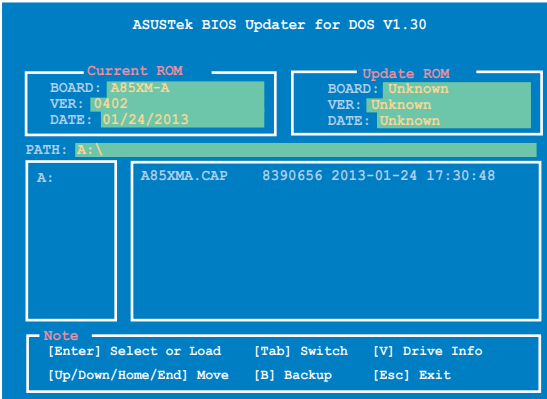 ASUSTek BIOS Updater for DOS V1.30
Current ROM
BOARD: A85XM-A
VER: 0402
DATE: 01/24/2013
Update ROM
BOARD: Unknown
VER: Unknown
DATE: Unknown
PATH: A:\
A:
A85XMA.CAP 8390656 2013-01-24 17:30:48
Note
[Enter] Select or Load [Tab] Switch [V] Drive Info
[Up/Down/Home/End] Move [B] Backup [Esc] Exit